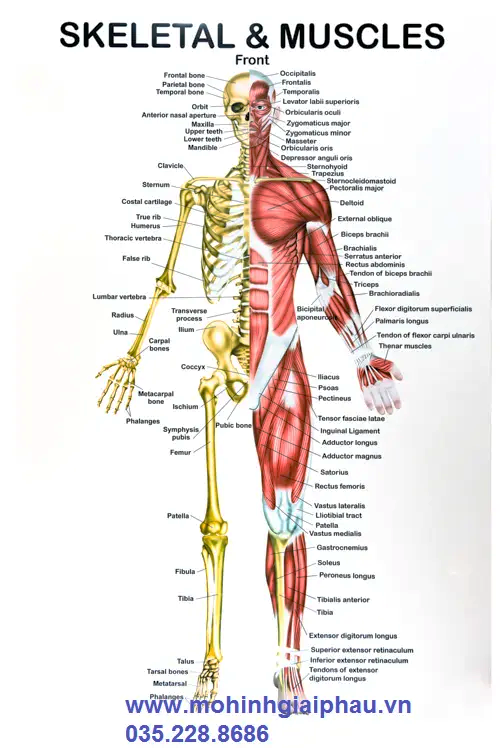 SKELETAL & MUSCLES
Front
Frontal bone
Parietal bone
Temporal bone
Orbit
Anterior nasal aperture
Maxilla
Upper teeth
Lower teeth
Mandible
Clavicle
Sternum
Costal cartilage
True rib
Humerus
Thoracic vertebra
False rib
Lumbar vertebra
Transverse
process
Radius
Ilium
Ulna
Carpal
bones
Coccyx
Metacarpal
bone
Ischium
Phalanges
Pubic bone
Symphysis
pubis
Femur
Patella
Fibula
Tibia
Talus
Tarsal bones
Metatarsal
Phalanges
Occipitalis
Frontalis
Temporalis
Levator labii superioris
Orbicularis oculi
Zygomaticus major
Zygomaticus minor
Masseter
Orbicularis oris
Depressor anguli oris
Sternohyoid
Trapezius
Sternocleidomastoid
Pectoralis major
Deltoid
External oblique
Biceps brachii
Brachialis
Serratus anterior
Rectus abdominis
Tendon of biceps brachii
Triceps
Brachioradialis
Bicipital
aponeurosis
Flexor digitorum superficialis
Palmaris longus
Tendon of flexor carpi ulnaris
Thenar muscles
Iliacus
Psoas
Pectineus
Tensor fasciae latae
Inguinal Ligament
Adductor longus
Adductor magnus
Satorius
Rectus femoris
Vastus lateralis
Lliotibial tract
Patella
Vastus medialis
Gastrocnemius
Soleus
Peroneus longus
Tibialis anterior
Tibia
Extensor digitorum longus
Superior extensor retinaculum
Inferior extensor retinaculum
Tendons of extensor
digitorum longus
www.mohinhgiaiphau.vn
035.228.8686